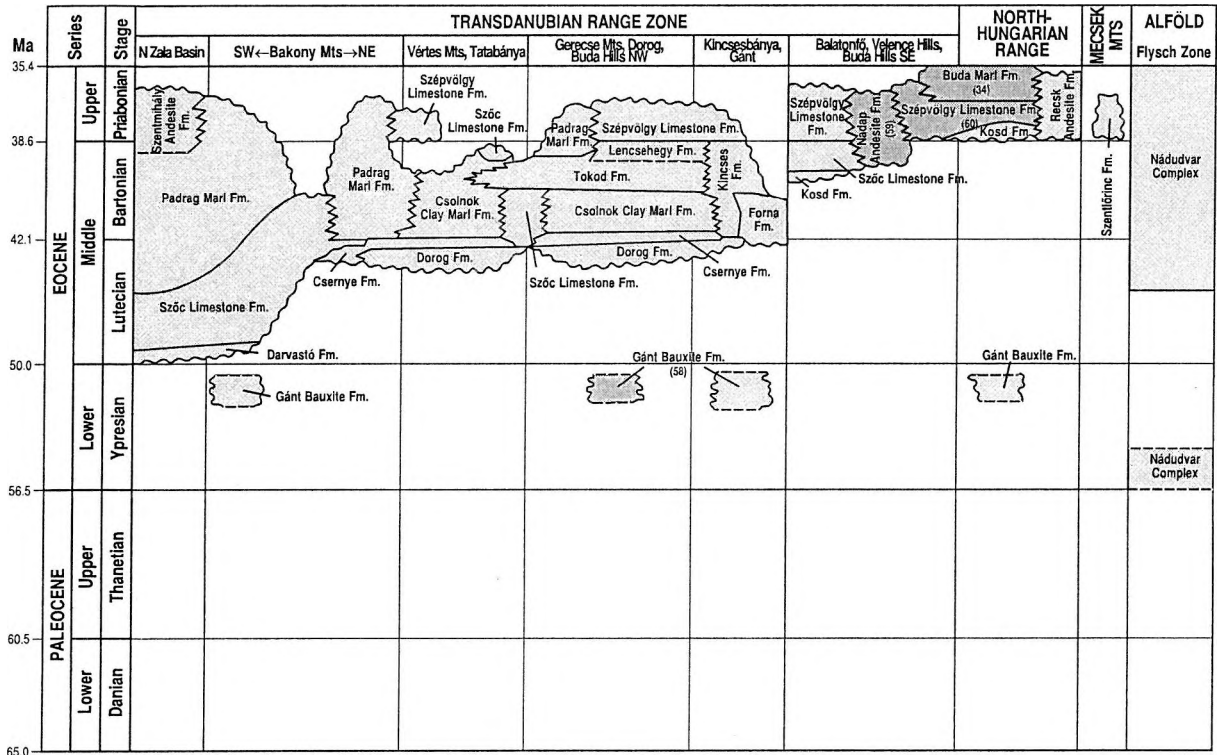 Ma
Series
Stage
TRANSDANUBIAN RANGE ZONE
NORTH-
HUNGARIAN
RANGE
MECSEK
MTS
ALFÖLD
N Zala Basin
SW←Bakony Mts→NE
Vértes Mts, Tatabánya
Gerecse Mts, Dorog,
Buda Hills NW
Kincsesbánya,
Gánt
Balatonfő, Velence Hills,
Buda Hills SE
Flysch Zone
35.4
38.6
42.1
50.0
56.5
60.5
65.0
EOCENE
PALEOCENE
Upper
Middle
Lower
Upper
Lower
Priabonian
Bartonian
Lutecian
Ypresian
Thanetian
Danian
Szentmihály
Andesite
Fm.
Padrag Marl Fm.
Szőc Limestone Fm.
Darvastó Fm.
Gánt Bauxite Fm.
Padrag
Marl Fm.
Csernye Fm.
Szépvölgy
Limestone Fm.
Szőc
Limestone Fm.
Csolnok
Clay Marl Fm.
Dorog Fm.
Padrag
Marl Fm.
Szépvölgy Limestone Fm.
Lencsehegy Fm.
Tokod Fm.
Csolnok Clay Marl Fm.
Dorog Fm.
Szőc Limestone Fm.
Kincses
Fm.
Forna
Fm.
Csernye Fm.
Gánt Bauxite Fm.
(58)
Szépvölgy
Limestone
Fm.
Nadap
Andesite Fm.
(59)
Szőc Limestone Fm.
Kosd Fm.
Buda Marl Fm.
(34)
Szépvölgy Limestone Fm.
(60)
Kosd Fm.
Recsk
Andesite Fm.
Gánt Bauxite Fm.
Szentlőrinc Fm.
Nádudvar
Complex
Nádudvar
Complex